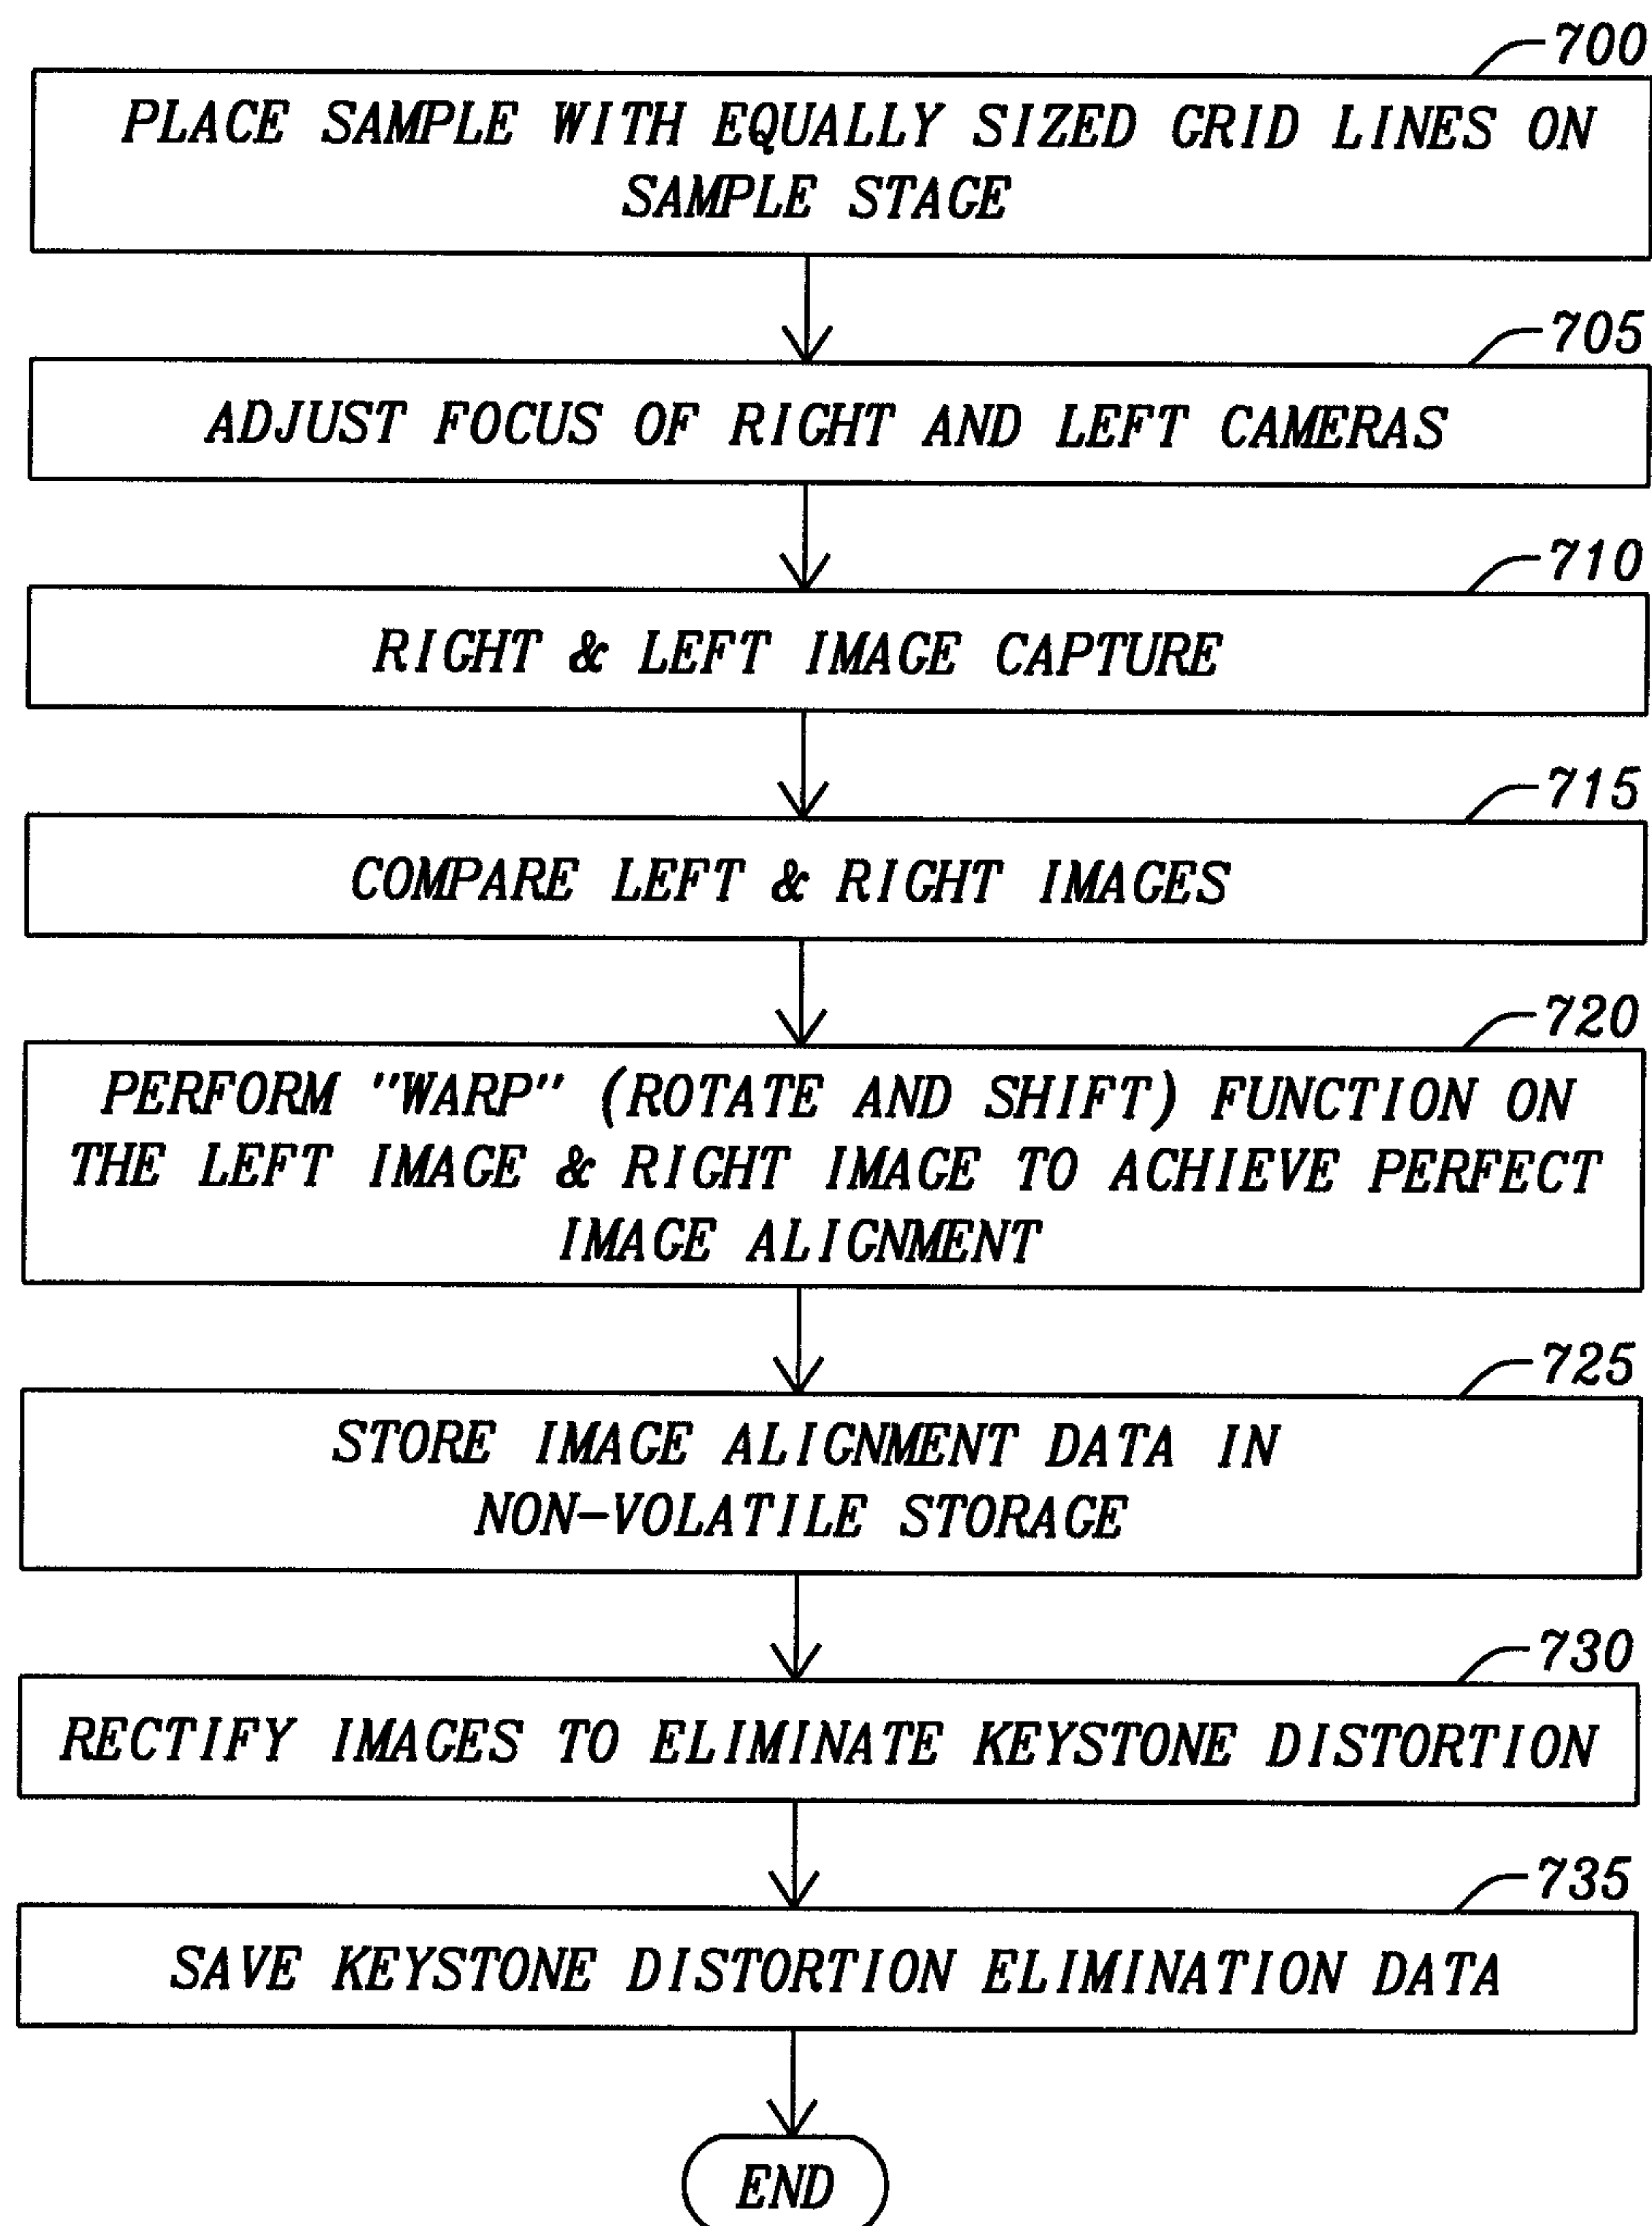 700
PLACE SAMPLE WITH EQUALLY SIZED GRID LINES ON
SAMPLE STAGE
705
ADJUST FOCUS OF RIGHT AND LEFT CAMERAS
710
RIGHT & LEFT IMAGE CAPTURE
715
COMPARE LEFT & RIGHT IMAGES
720
PERFORM "WARP" (ROTATE AND SHIFT) FUNCTION ON
THE LEFT IMAGE & RIGHT IMAGE TO ACHIEVE PERFECT
IMAGE ALIGNMENT
725
STORE IMAGE ALIGNMENT DATA IN
NON-VOLATILE STORAGE
730
RECTIFY IMAGES TO ELIMINATE KEYSTONE DISTORTION
735
SAVE KEYSTONE DISTORTION ELIMINATION DATA
END